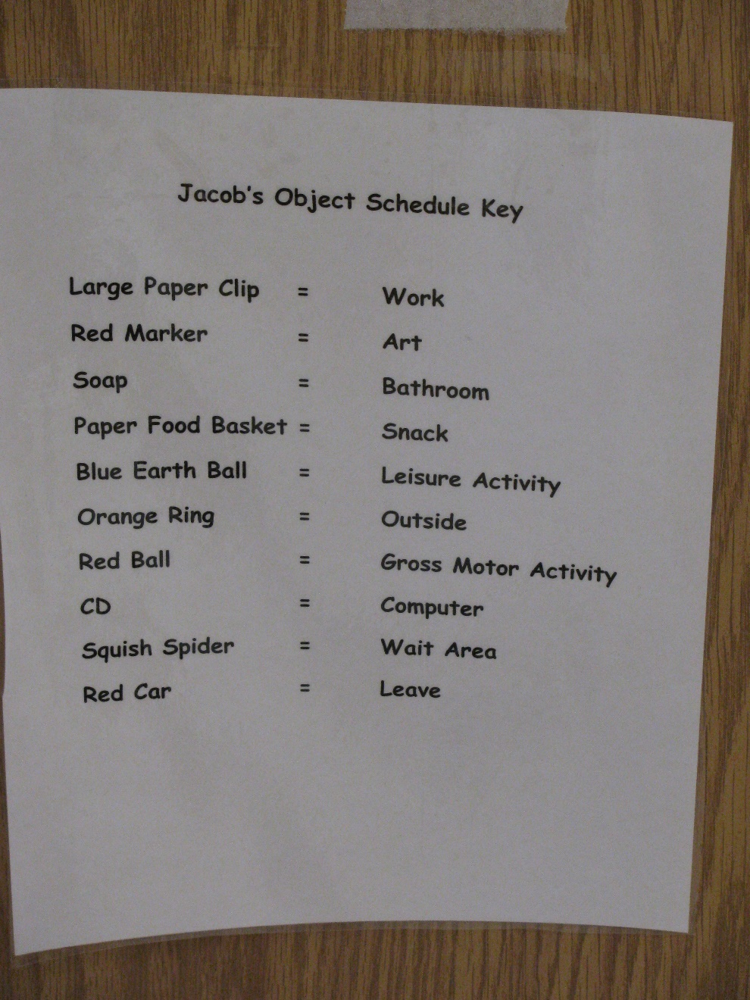 Jacob's Object Schedule Key
Large Paper Clip = Work
Red Marker = Art
Soap = Bathroom
Paper Food Basket = Snack
Blue Earth Ball = Leisure Activity
Orange Ring = Outside
Red Ball = Gross Motor Activity
CD = Computer
Squish Spider = Wait Area
Red Car = Leave